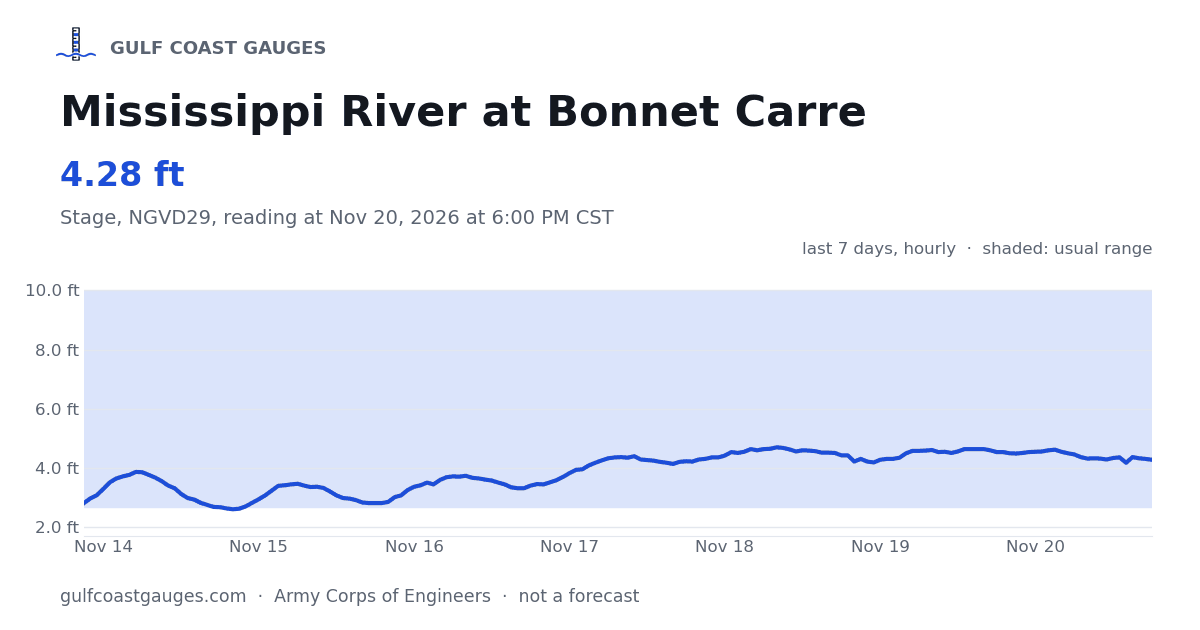 GULF COAST GAUGES
Mississippi River at Bonnet Carre
4.28 ft
Stage, NGVD29, reading at Nov 20, 2026 at 6:00 PM CST
last 7 days, hourly · shaded: usual range
10.0 ft
8.0 ft
6.0 ft
4.0 ft
2.0 ft
Nov 14 Nov 15 Nov 16 Nov 17 Nov 18 Nov 19 Nov 20
gulfcoastgauges.com · Army Corps of Engineers · not a forecast